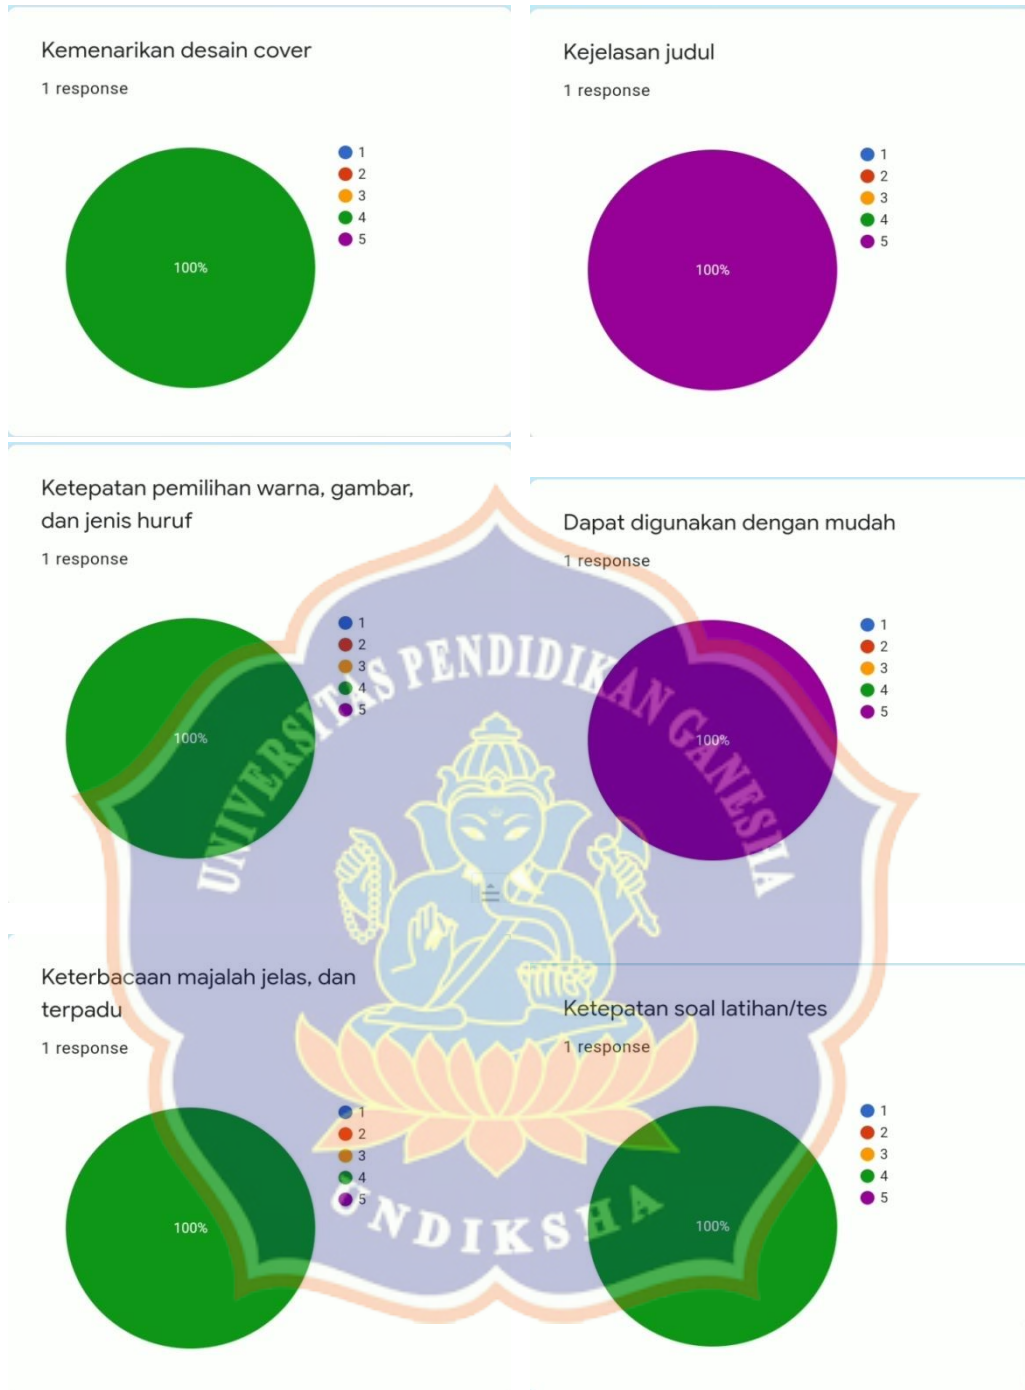 Kemenarikan desain cover
1 response
100%
1
2
3
4
5
Kejelasan judul
1 response
100%
1
2
3
4
5
Ketepatan pemilihan warna, gambar,
dan jenis huruf
1 response
100%
1
2
3
4
5
Dapat digunakan dengan mudah
1 response
100%
1
2
3
4
5
Keterbacaan majalah jelas, dan
terpadu
1 response
100%
1
2
3
4
5
Ketepatan soal latihan/tes
1 response
100%
1
2
3
4
5
UNIVERSITAS PENDIDIKAN GANESHA
UNDIKSHA